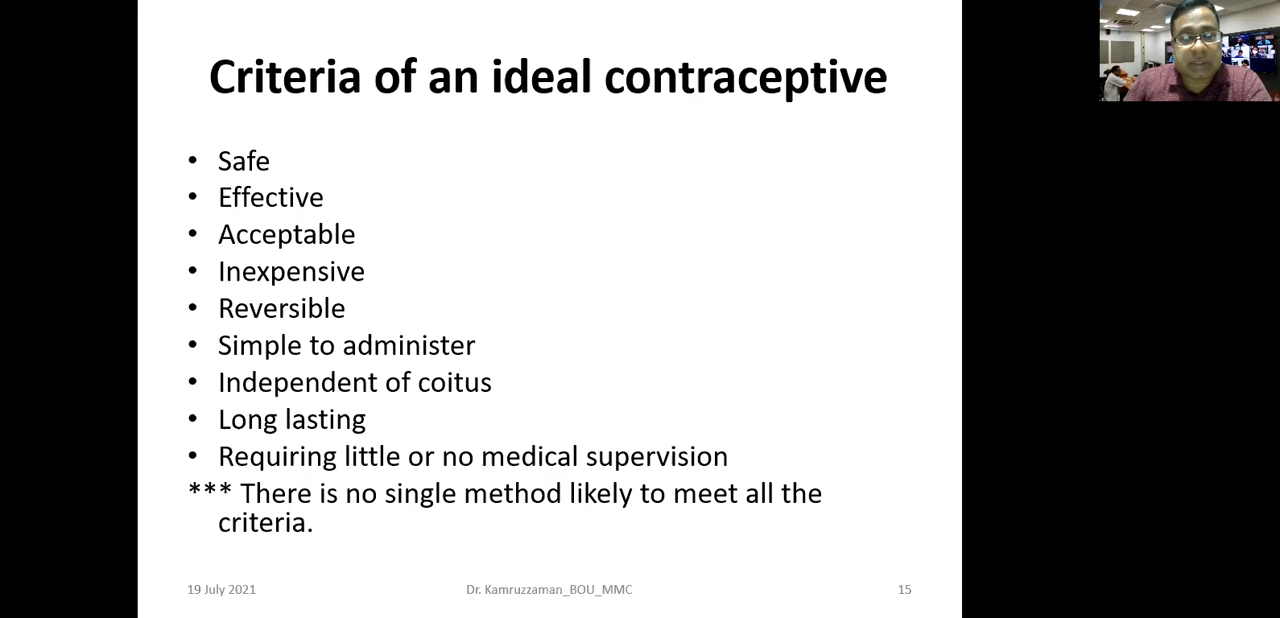 Criteria of an ideal contraceptive
• Safe
• Effective
• Acceptable
• Inexpensive
• Reversible
• Simple to administer
• Independent of coitus
• Long lasting
• Requiring little or no medical supervision
*** There is no single method likely to meet all the
criteria.
19 July 2021
Dr. Kamruzzaman_BOU_MMC
15